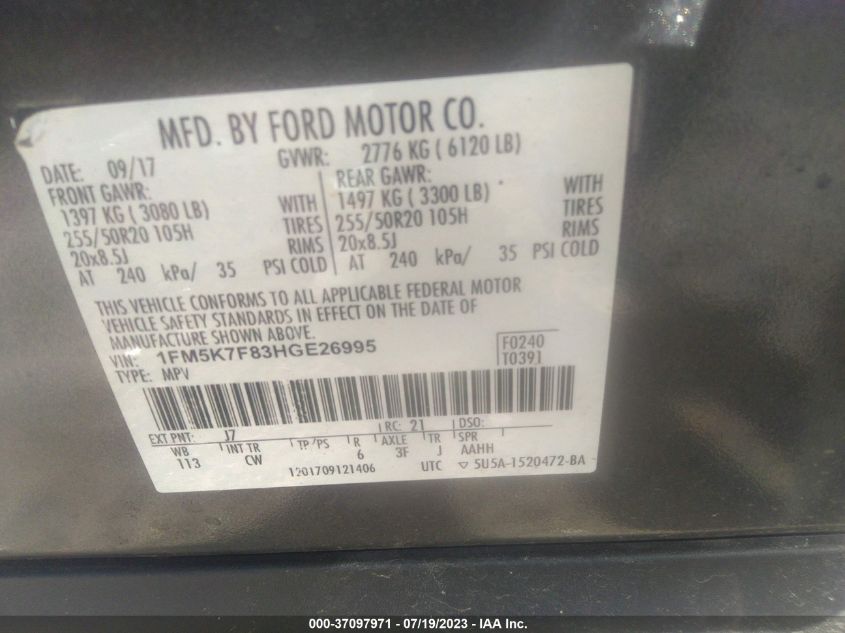 MFD. BY FORD MOTOR CO.
DATE: 09/17 GVWR: 2776 KG ( 6120 LB)
FRONT GAWR: REAR GAWR:
1397 KG ( 3080 LB) WITH 1497 KG ( 3300 LB) WITH
255/50R20 105H TIRES 255/50R20 105H TIRES
20x8.5J RIMS 20x8.5J RIMS
AT 240 kPa/ 35 PSI COLD AT 240 kPa/ 35 PSI COLD
THIS VEHICLE CONFORMS TO ALL APPLICABLE FEDERAL MOTOR
VEHICLE SAFETY STANDARDS IN EFFECT ON THE DATE OF
MANUFACTURE SHOWN ABOVE.
VIN: 1FM5K7F83HGE26995 F0240
TYPE: MPV T0391
EXT PNT: J7 RC: 21 DSO:
WB INT TR TP/PS R AXLE TR SPR
113 CW 6 3F J AAHH
1201709121406 UTC ▽ 5U5A-1520472-BA
000-37097971 - 07/19/2023 - IAA Inc.